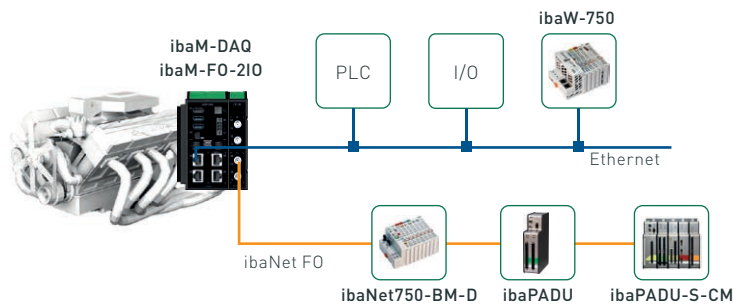 ibaW-750
ibaM-DAQ
ibaM-FO-2IO
PLC
I/O
Ethernet
ibaNet FO
ibaNet750-BM-D
ibaPADU
ibaPADU-S-CM